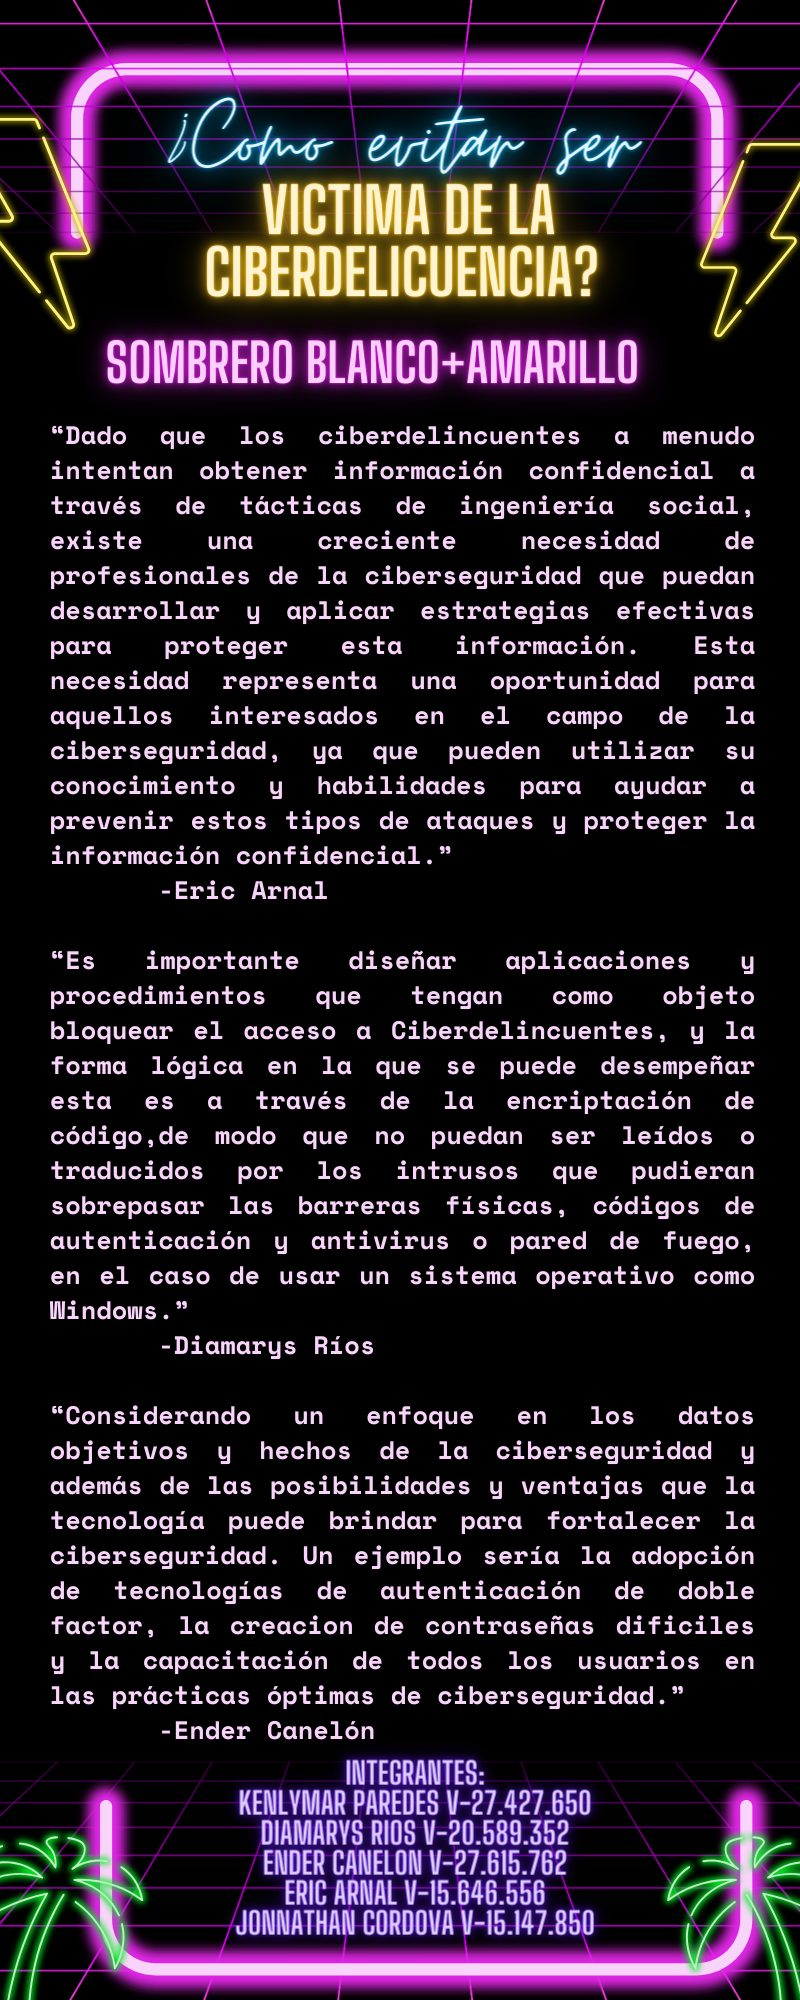 ¿Como evitar ser
VICTIMA DE LA
CIBERDELICUENCIA?
SOMBRERO BLANCO+AMARILLO
“Dado que los ciberdelincuentes a menudo
intentan obtener información confidencial a
través de tácticas de ingeniería social,
existe una creciente necesidad de
profesionales de la ciberseguridad que puedan
desarrollar y aplicar estrategias efectivas
para proteger esta información. Esta
necesidad representa una oportunidad para
aquellos interesados en el campo de la
ciberseguridad, ya que pueden utilizar su
conocimiento y habilidades para ayudar a
prevenir estos tipos de ataques y proteger la
información confidencial.”
-Eric Arnal
“Es importante diseñar aplicaciones y
procedimientos que tengan como objeto
bloquear el acceso a Ciberdelincuentes, y la
forma lógica en la que se puede desempeñar
esta es a través de la encriptación de
código,de modo que no puedan ser leídos o
traducidos por los intrusos que pudieran
sobrepasar las barreras físicas, códigos de
autenticación y antivirus o pared de fuego,
en el caso de usar un sistema operativo como
Windows.”
-Diamarys Ríos
“Considerando un enfoque en los datos
objetivos y hechos de la ciberseguridad y
además de las posibilidades y ventajas que la
tecnología puede brindar para fortalecer la
ciberseguridad. Un ejemplo sería la adopción
de tecnologías de autenticación de doble
factor, la creacion de contraseñas dificiles
y la capacitación de todos los usuarios en
las prácticas óptimas de ciberseguridad.”
-Ender Canelón
INTEGRANTES:
KENLYMAR PAREDES V-27.427.650
DIAMARYS RIOS V-20.589.352
ENDER CANELON V-27.615.762
ERIC ARNAL V-15.646.556
JONNATHAN CORDOVA V-15.147.850